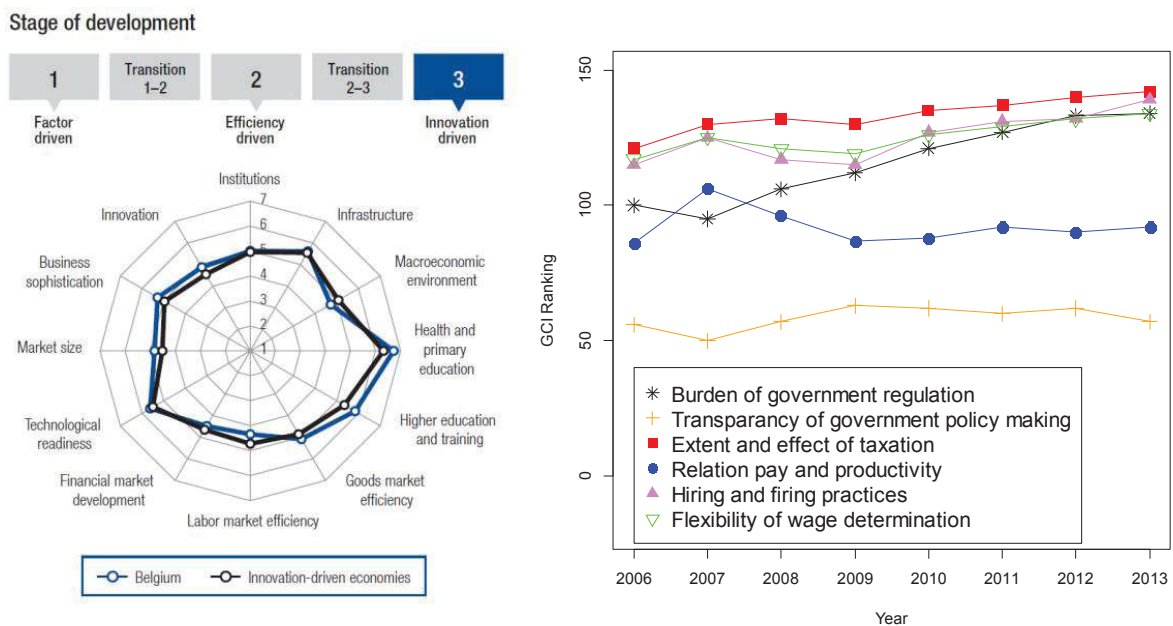 Stage of development
1
Transition
1–2
2
Transition
2–3
3
Factor
driven
Efficiency
driven
Innovation
driven
Institutions
Infrastructure
Macroeconomic
environment
Health and
primary
education
Higher education
and training
Goods market
efficiency
Labor market efficiency
Financial market
development
Technological
readiness
Market size
Business
sophistication
Innovation
7
6
5
4
3
2
1
Belgium
Innovation-driven economies
GCI Ranking
150
100
50
0
Burden of government regulation
Transparancy of government policy making
Extent and effect of taxation
Relation pay and productivity
Hiring and firing practices
Flexibility of wage determination
2006 2007 2008 2009 2010 2011 2012 2013
Year